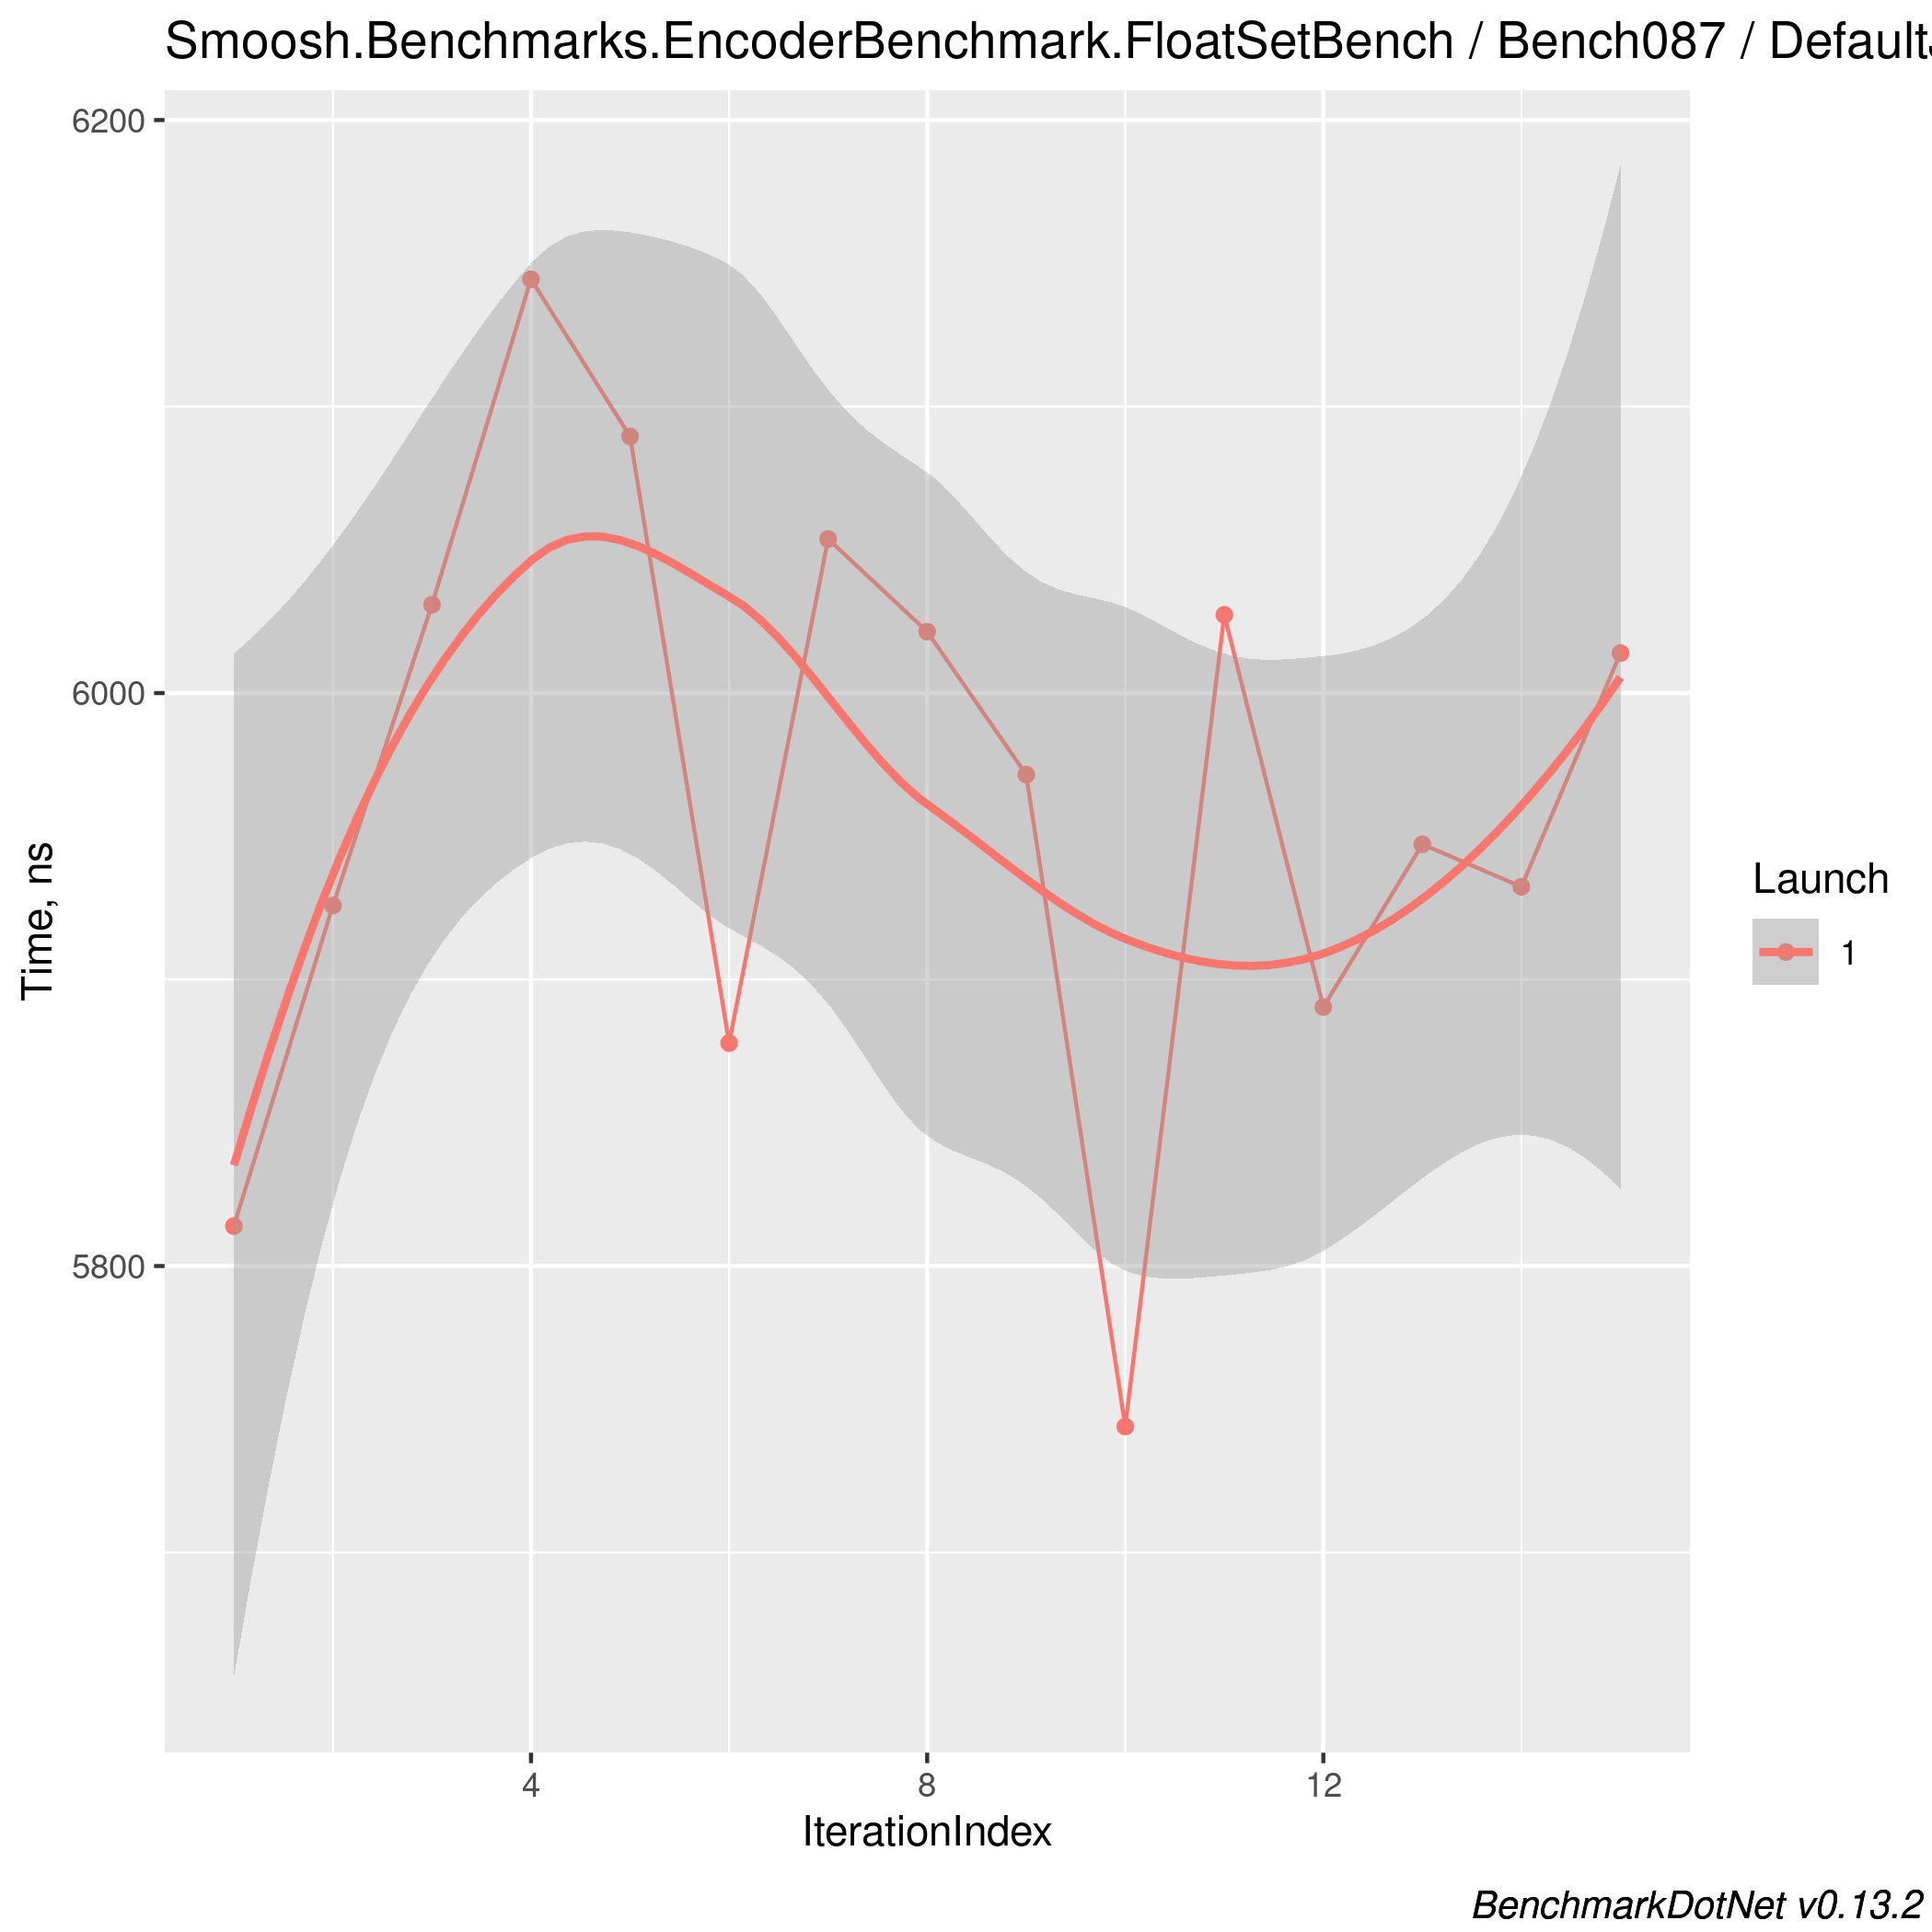 Smoosh.Benchmarks.EncoderBenchmark.FloatSetBench / Bench087 / Default
6200
6000
5800
Time, ns
4
8
12
IterationIndex
Launch
1
BenchmarkDotNet v0.13.2